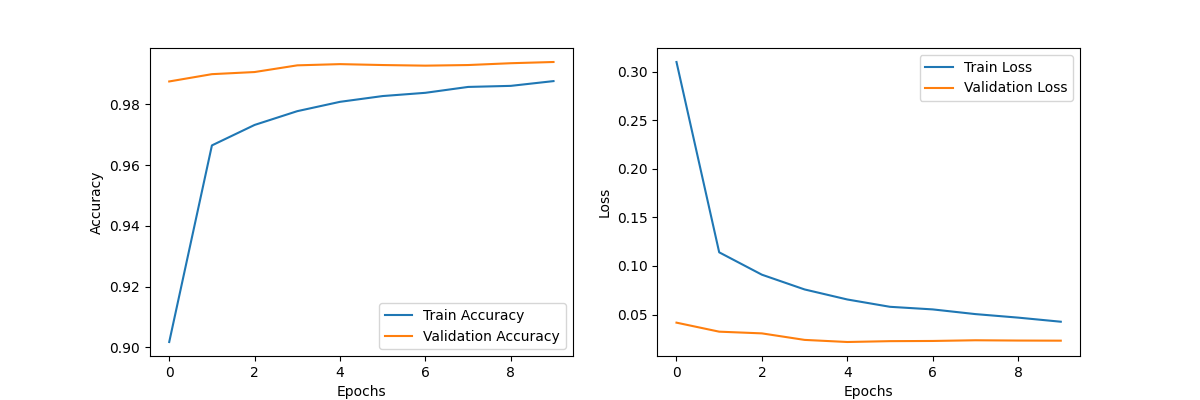 0.98
0.96
0.94
0.92
0.90
Accuracy
0 2 4 6 8
Epochs
Train Accuracy
Validation Accuracy
0.30
0.25
0.20
0.15
0.10
0.05
Loss
0 2 4 6 8
Epochs
Train Loss
Validation Loss